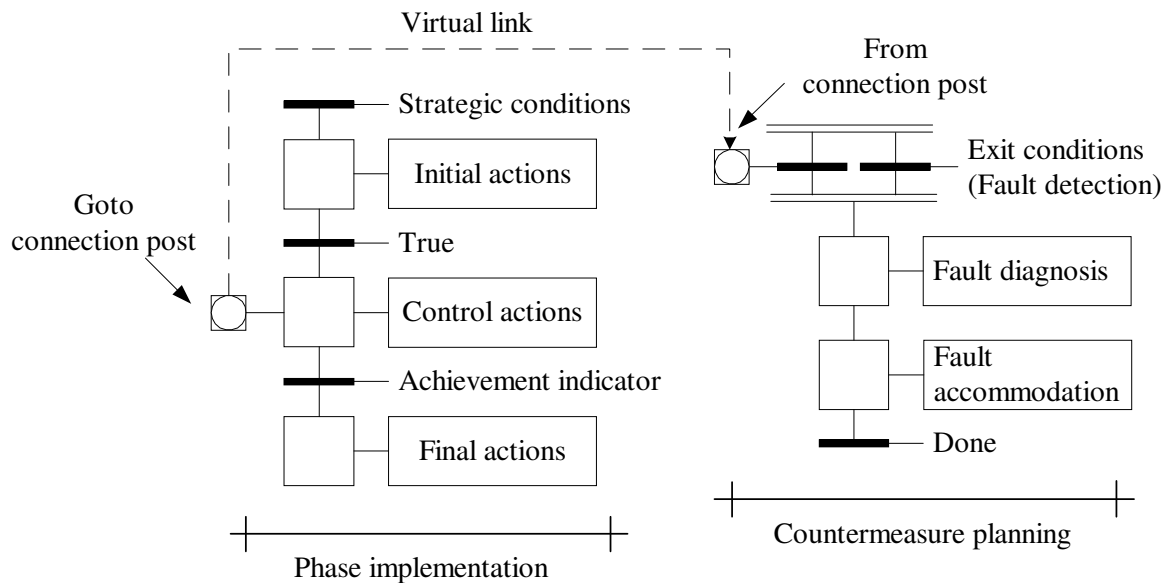 Virtual link
Strategic conditions
Initial actions
Goto
connection post
True
Control actions
Achievement indicator
Final actions
Phase implementation
From
connection post
Exit conditions
(Fault detection)
Fault diagnosis
Fault
accommodation
Done
Countermeasure planning